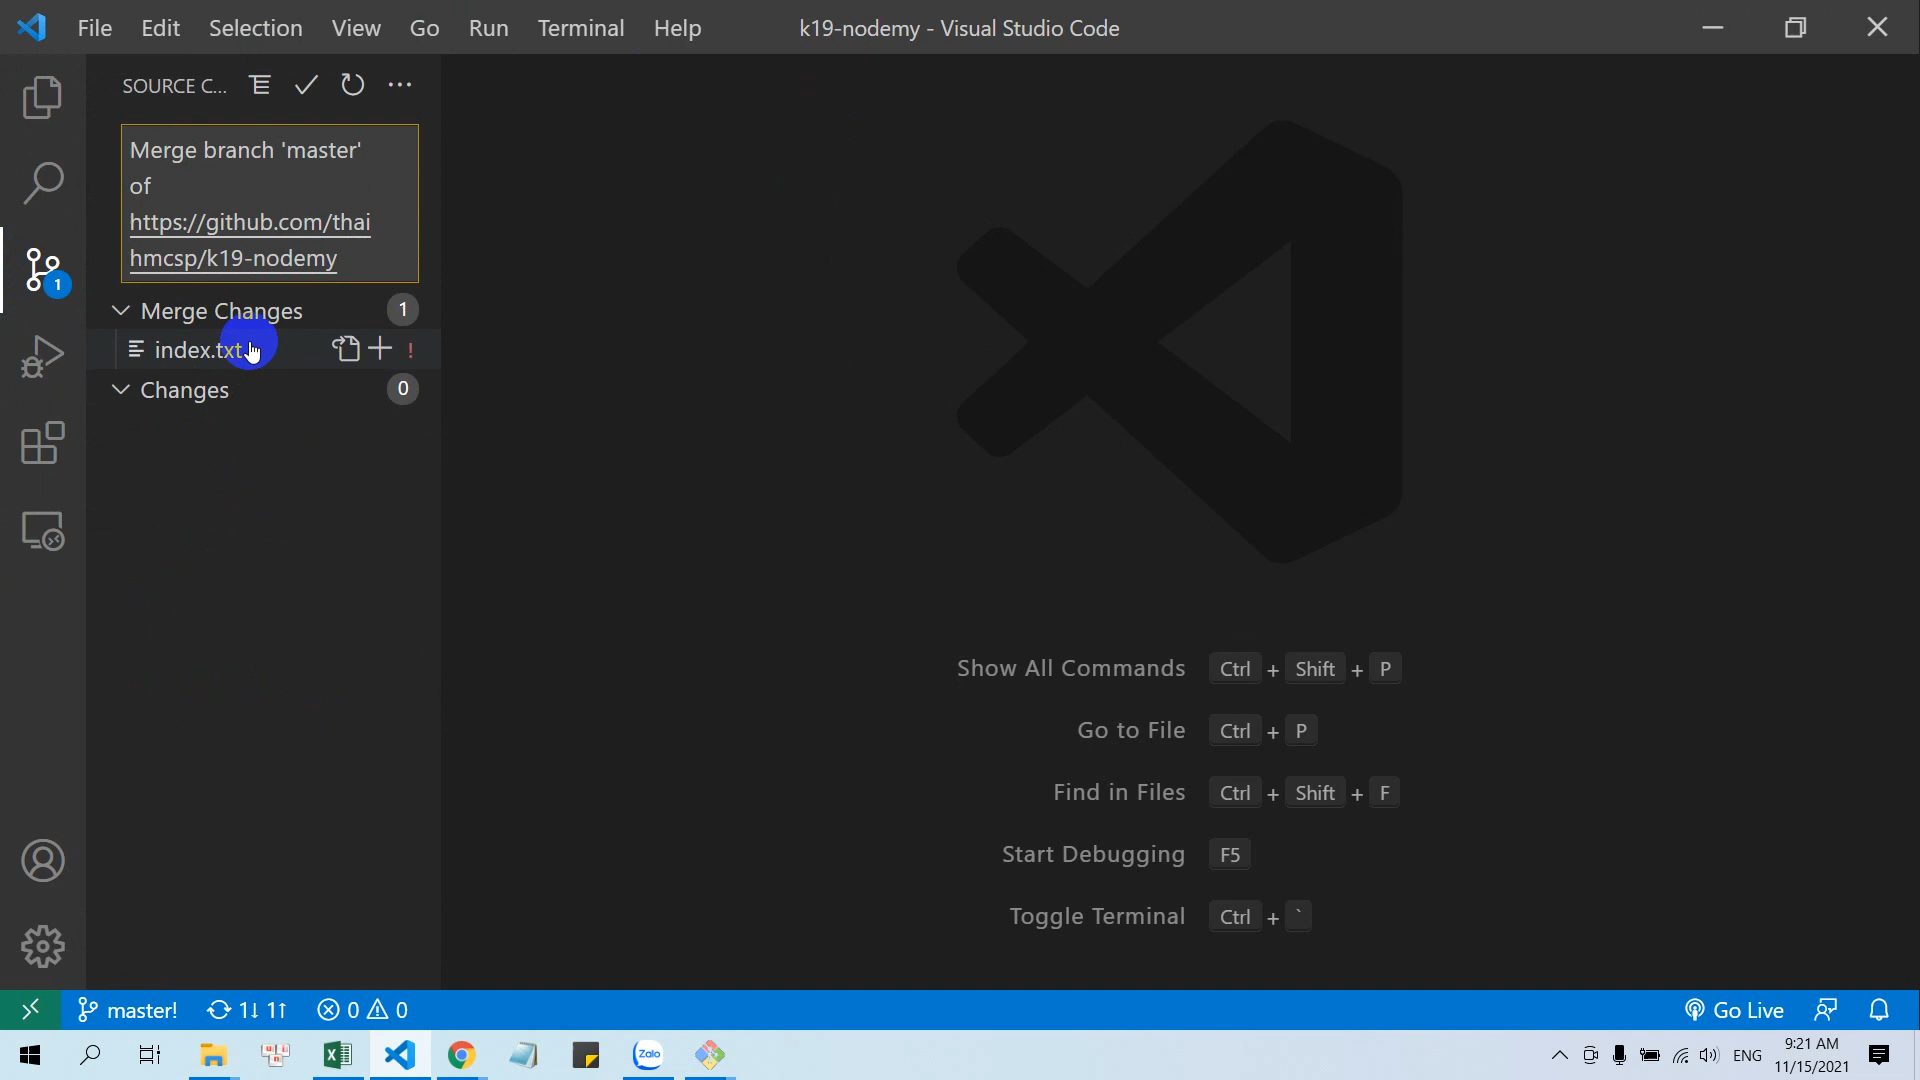 File Edit Selection View Go Run Terminal Help
k19-nodemy - Visual Studio Code
SOURCE C...
Merge branch 'master'
of
https://github.com/thai
hmcsp/k19-nodemy
Merge Changes 1
index.txt !
Changes 0
1
Show All Commands Ctrl + Shift + P
Go to File Ctrl + P
Find in Files Ctrl + Shift + F
Start Debugging F5
Toggle Terminal Ctrl + `
master! 1↓ 1↑ 0 0
Go Live
Zalo
ENG
9:21 AM
11/15/2021